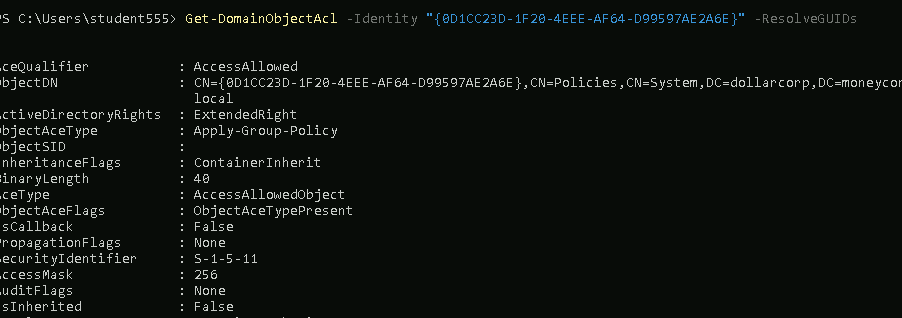 PS C:\Users\student555> Get-DomainObjectAcl -Identity "{0D1CC23D-1F20-4EEE-AF64-D99597AE2A6E}" -ResolveGUIDs
AceQualifier : AccessAllowed
ObjectDN : CN={0D1CC23D-1F20-4EEE-AF64-D99597AE2A6E},CN=Policies,CN=System,DC=dollarcorp,DC=moneycor
local
ActiveDirectoryRights : ExtendedRight
ObjectAceType : Apply-Group-Policy
ObjectSID :
InheritanceFlags : ContainerInherit
BinaryLength : 40
AceType : AccessAllowedObject
ObjectAceFlags : ObjectAceTypePresent
IsCallback : False
PropagationFlags : None
SecurityIdentifier : S-1-5-11
AccessMask : 256
AuditFlags : None
IsInherited : False